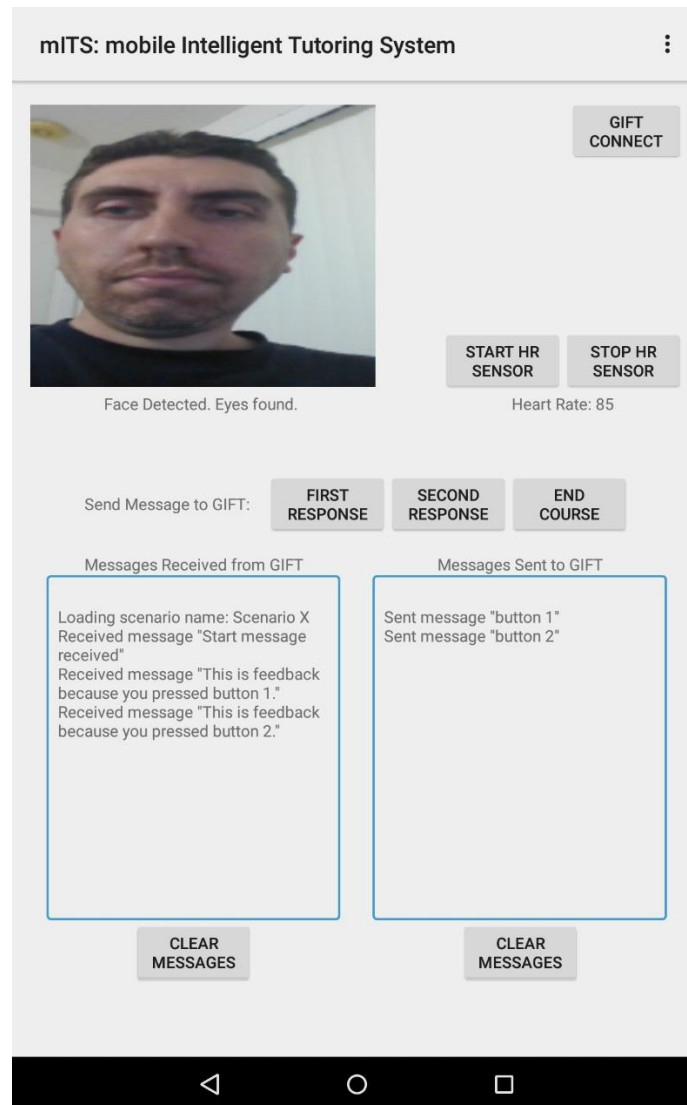 mITS: mobile Intelligent Tutoring System
GIFT
CONNECT
START HR
SENSOR
STOP HR
SENSOR
Face Detected. Eyes found.
Heart Rate: 85
Send Message to GIFT:
FIRST
RESPONSE
SECOND
RESPONSE
END
COURSE
Messages Received from GIFT
Loading scenario name: Scenario X
Received message "Start message
received"
Received message "This is feedback
because you pressed button 1."
Received message "This is feedback
because you pressed button 2."
CLEAR
MESSAGES
Messages Sent to GIFT
Sent message "button 1"
Sent message "button 2"
CLEAR
MESSAGES